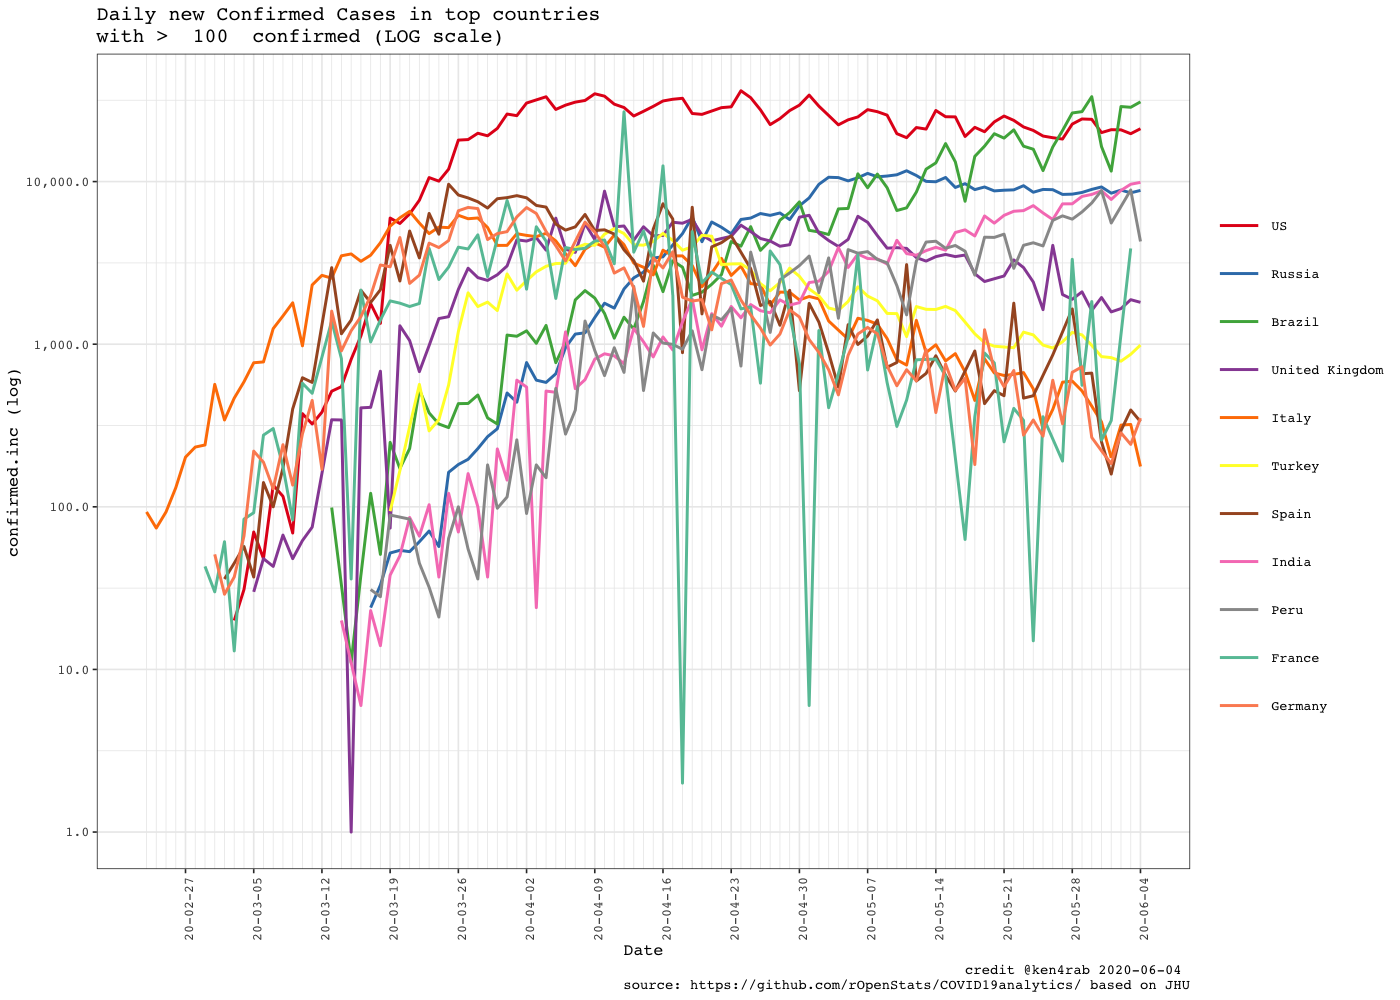 Daily new Confirmed Cases in top countries
with >  100  confirmed (LOG scale)
confirmed.inc (log)
10,000.0
1,000.0
100.0
10.0
1.0
20-02-27
20-03-05
20-03-12
20-03-19
20-03-26
20-04-02
20-04-09
20-04-16
20-04-23
20-04-30
20-05-07
20-05-14
20-05-21
20-05-28
20-06-04
Date
US
Russia
Brazil
United Kingdom
Italy
Turkey
Spain
India
Peru
France
Germany
credit @ken4rab 2020-06-04
source: https://github.com/rOpenStats/COVID19analytics/ based on JHU